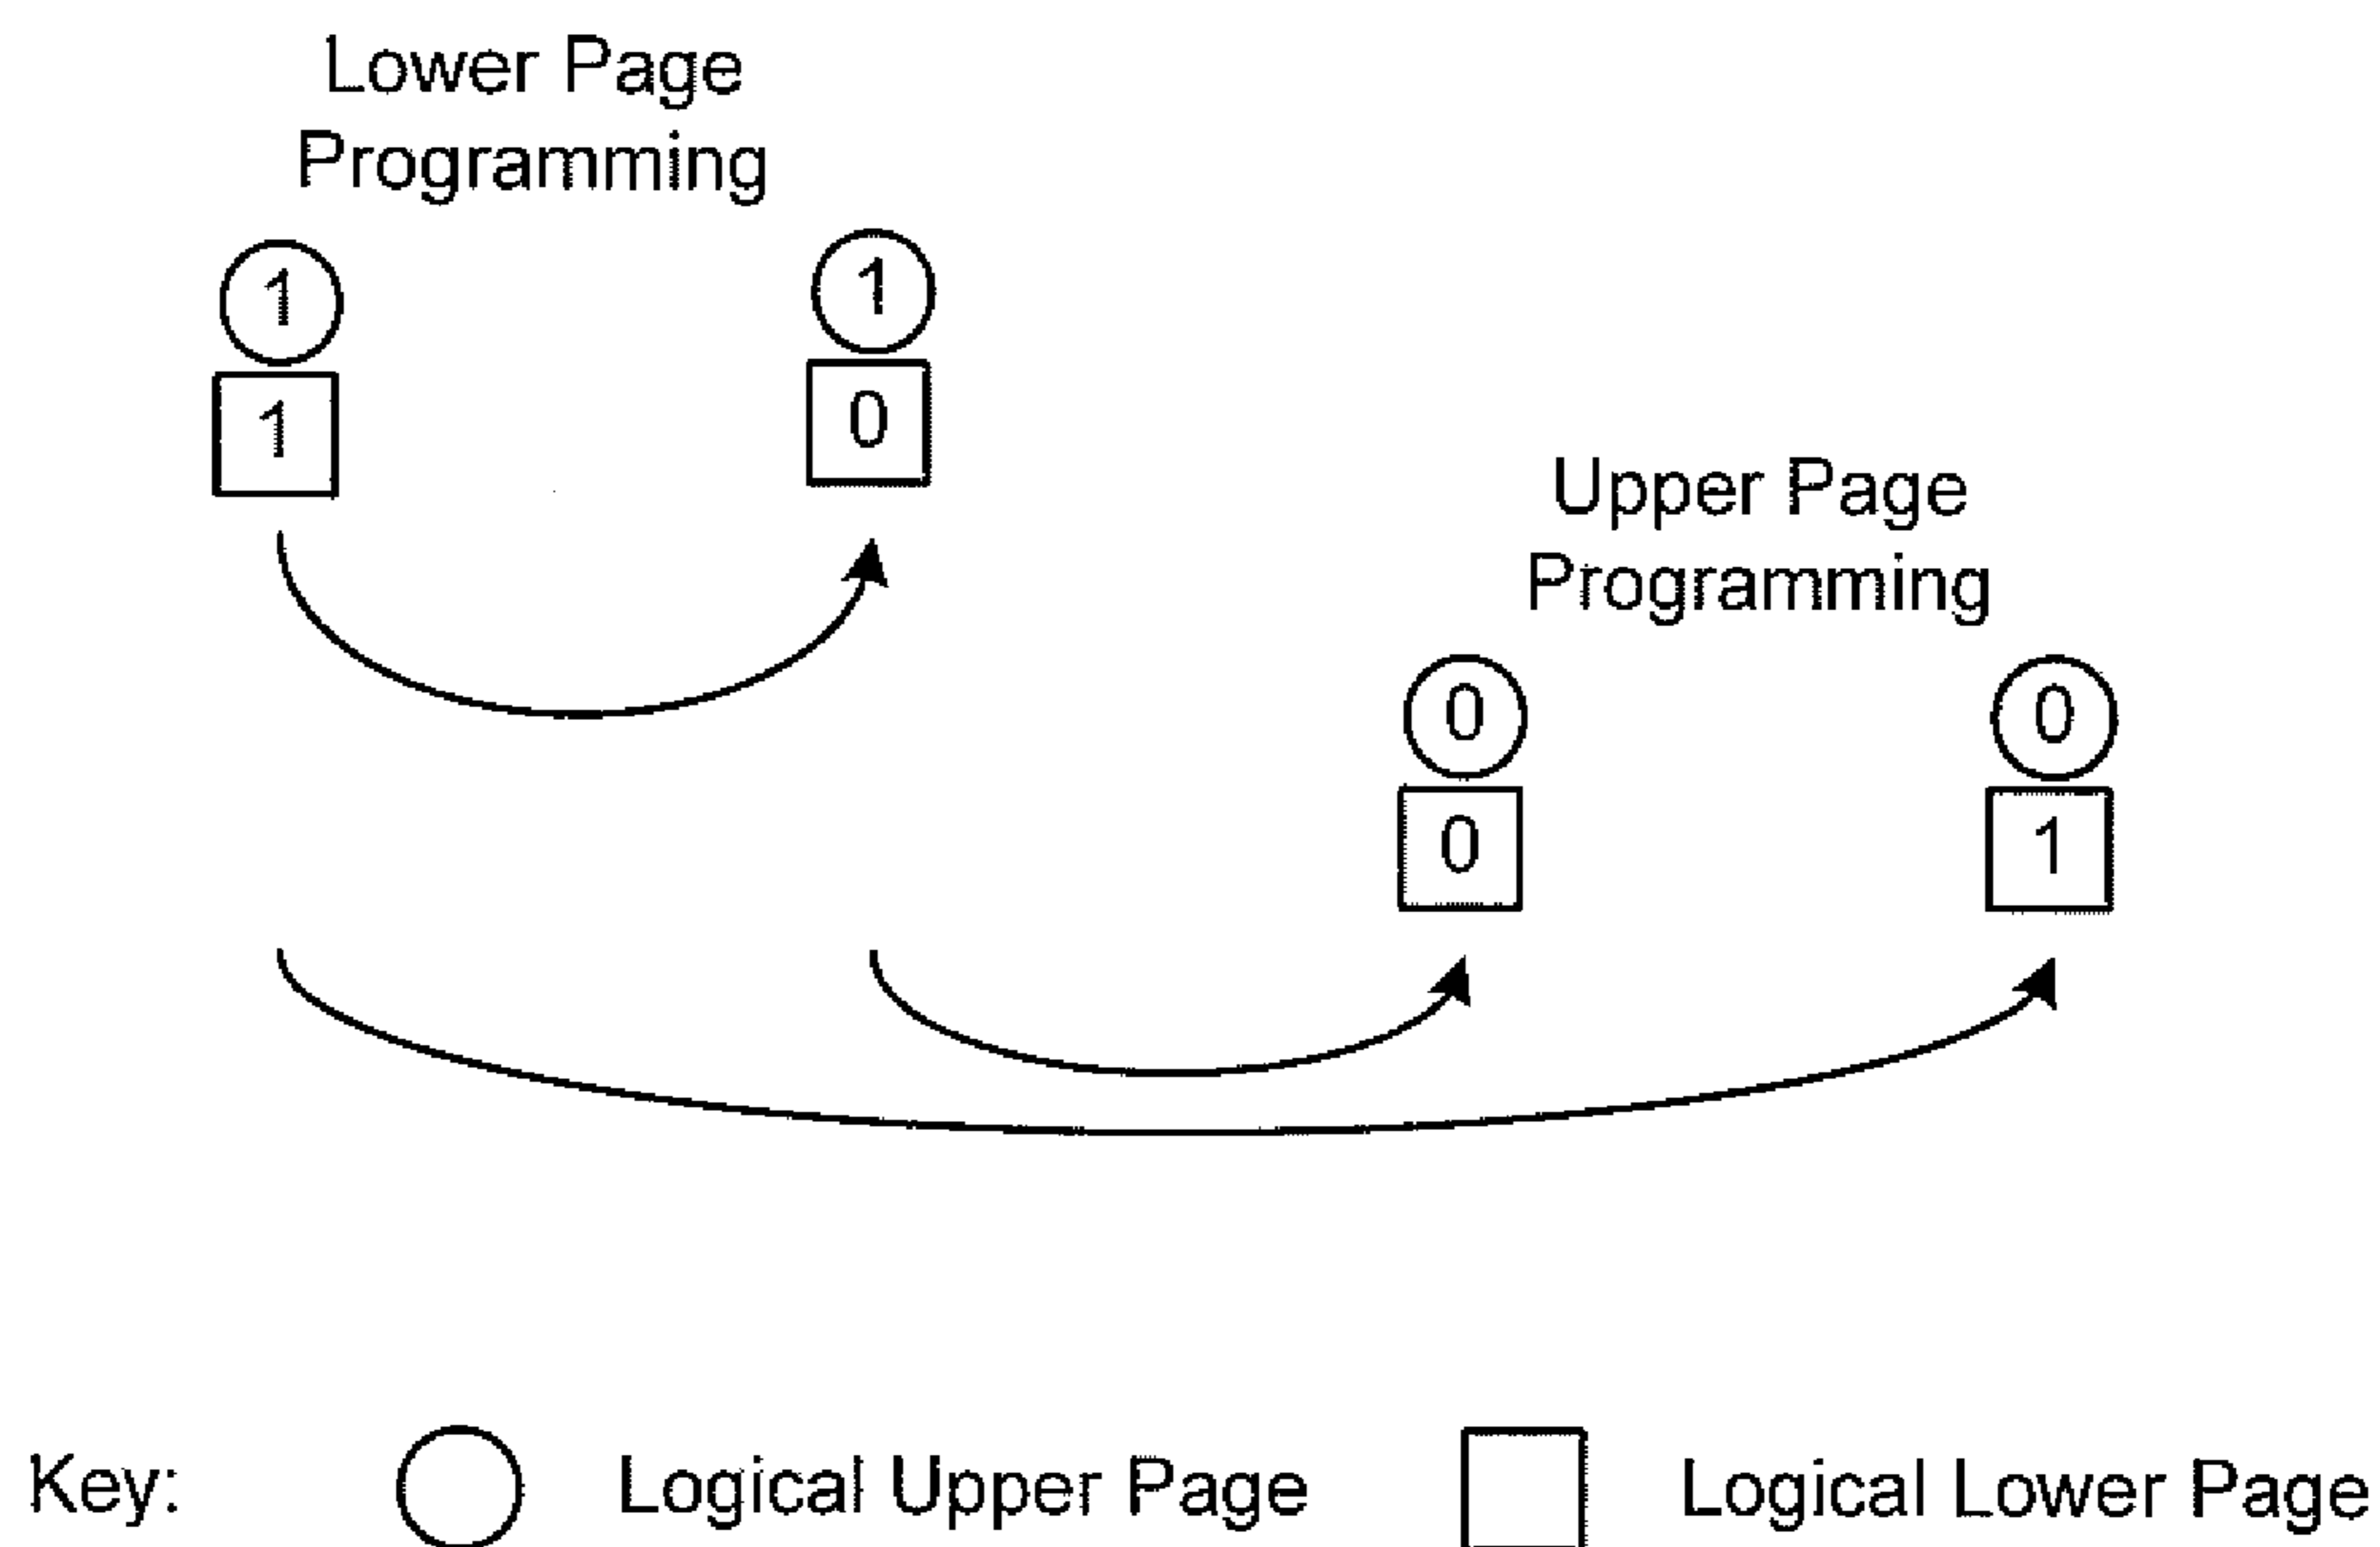 Lower Page
Programming
1 1
1 0
Upper Page
Programming
0 0
0 1
Key: Logical Upper Page Logical Lower Page